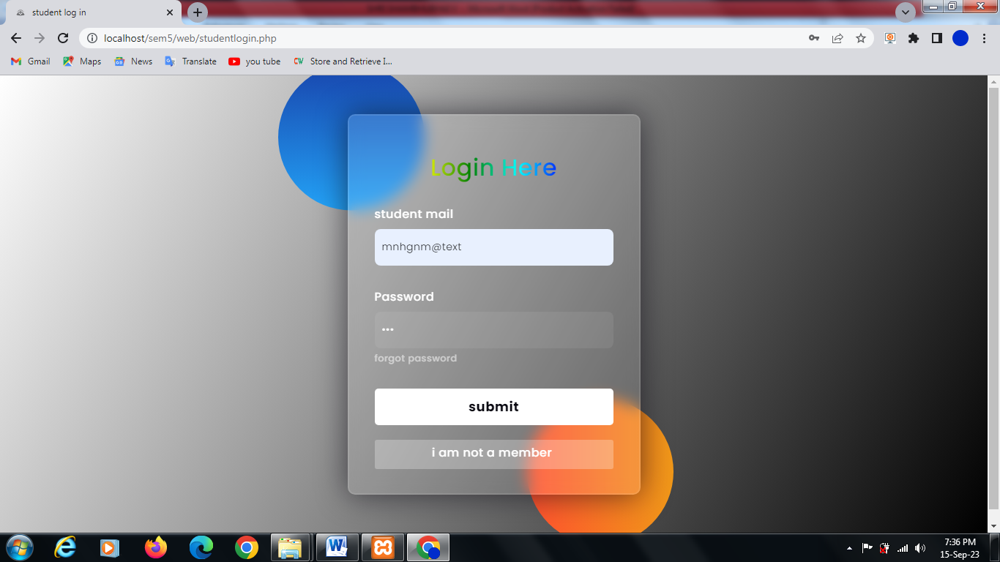 student log in
localhost/sem5/web/studentlogin.php
Gmail
Maps
News
Translate
you tube
CW
Store and Retrieve I...
Login Here
student mail
mnhgnm@text
Password
forgot password
submit
i am not a member
7:36 PM
15-Sep-23